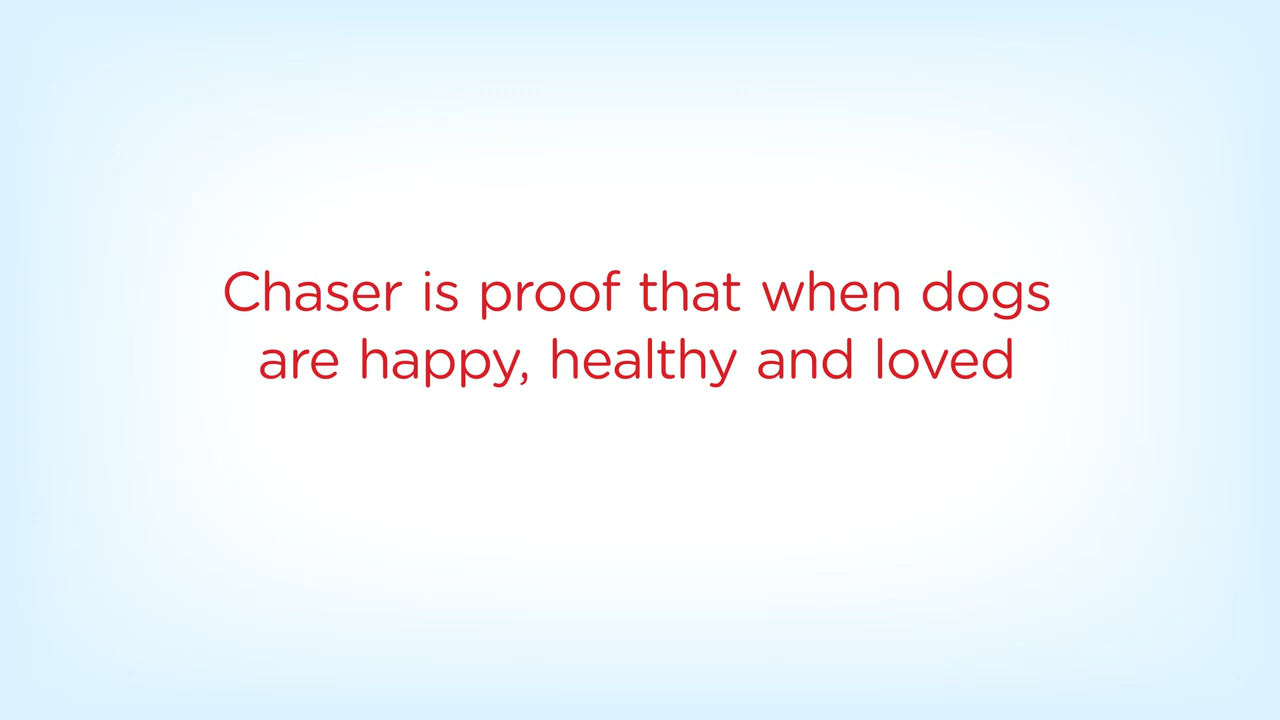 Chaser is proof that when dogs
are happy, healthy and loved